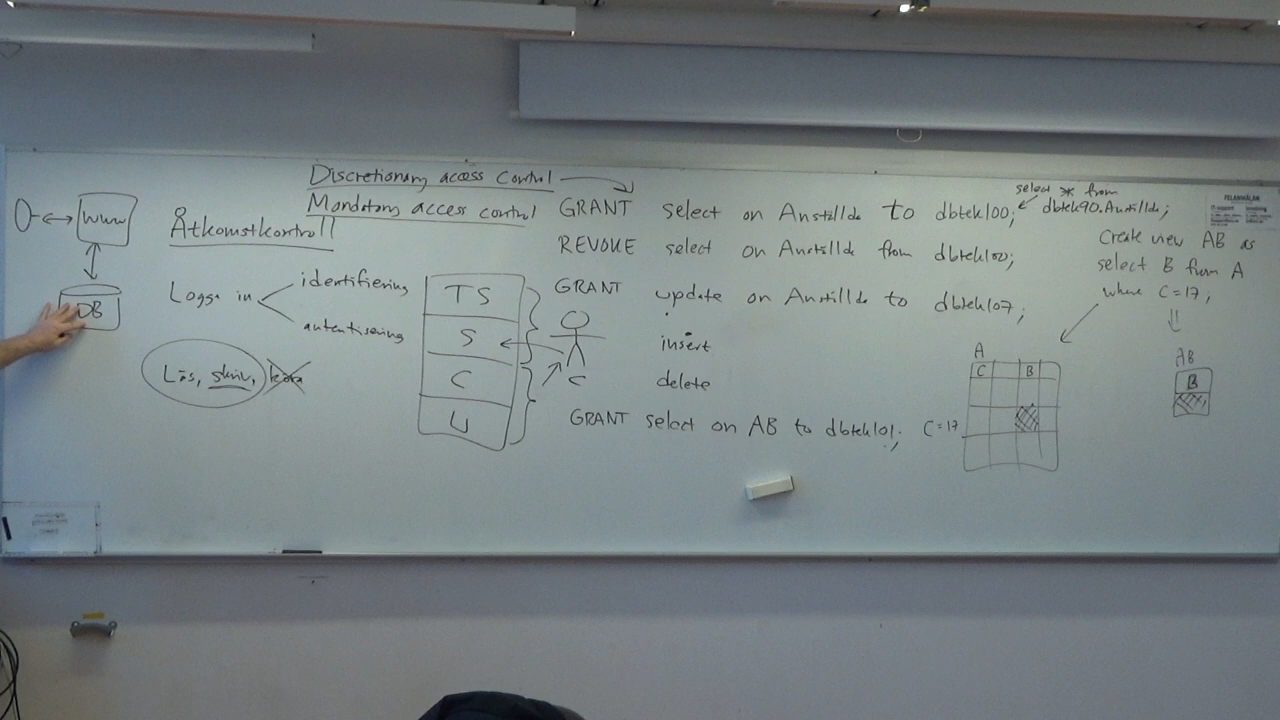 Discretionary access control
Mandatory access control
www
DB
Åtkomstkontroll
Logga in
identifiering
autentisering
Läs, skriv, köra
TS
S
C
U
C
GRANT select on Anställda to dbtek100;
select * from
dbtek90.Anställda;
REVOKE select on Anställda from dbtek100;
GRANT update on Anställda to dbtek107;
insert
delete
GRANT select on AB to dbtek101;
Create view AB as
select B from A
where C=17;
A
C B
C=17
AB
B
FELANMÄLAN